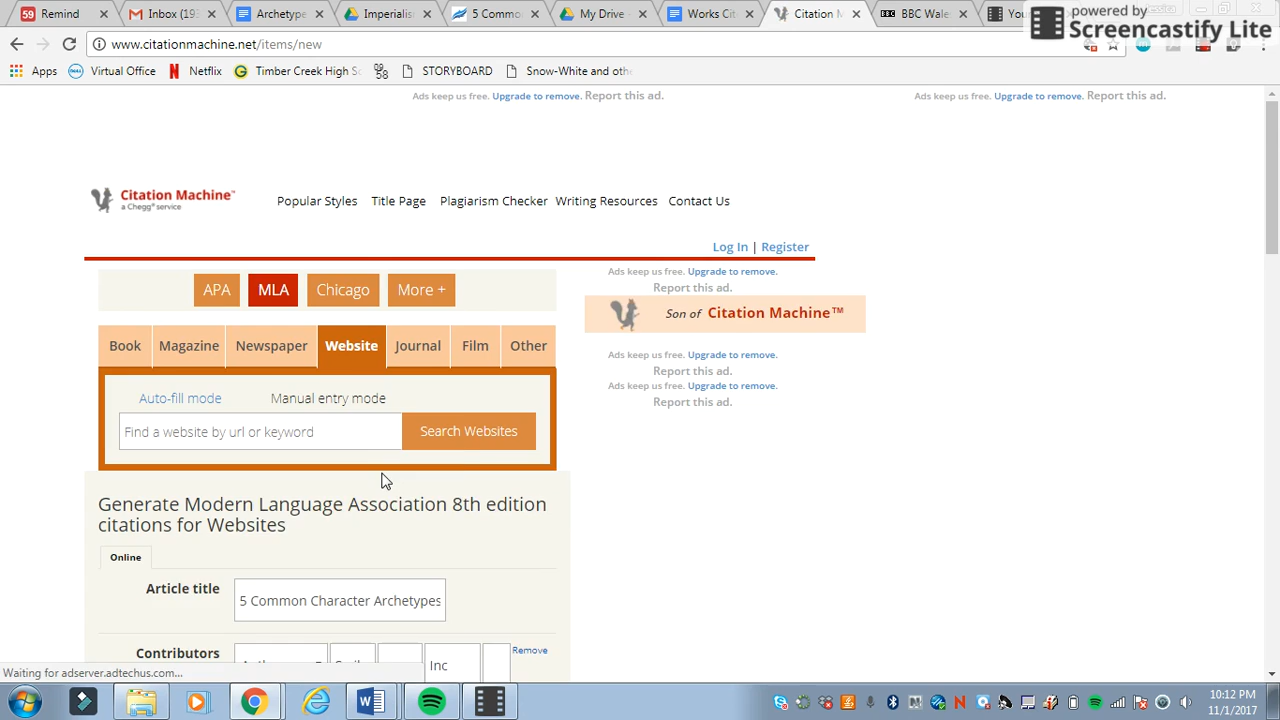 59 Remind
Inbox (193
Archetype
Imperialis
5 Commo
My Drive
Works Cit
Citation M
BBC Wale
You
powered by
Screencastify Lite
www.citationmachine.net/items/new
Apps
Virtual Office
Netflix
Timber Creek High Sc
STORYBOARD
Snow-White and othe
Ads keep us free. Upgrade to remove. Report this ad.
Ads keep us free. Upgrade to remove. Report this ad.
Citation Machine™
a Chegg® service
Popular Styles
Title Page
Plagiarism Checker
Writing Resources
Contact Us
Log In | Register
APA
MLA
Chicago
More +
Ads keep us free. Upgrade to remove.
Report this ad.
Son of Citation Machine™
Book
Magazine
Newspaper
Website
Journal
Film
Other
Ads keep us free. Upgrade to remove.
Report this ad.
Ads keep us free. Upgrade to remove.
Report this ad.
Auto-fill mode
Manual entry mode
Find a website by url or keyword
Search Websites
Generate Modern Language Association 8th edition
citations for Websites
Online
Article title
5 Common Character Archetypes
Contributors
Inc
Remove
Waiting for adserver.adtechus.com...
10:12 PM
11/1/2017